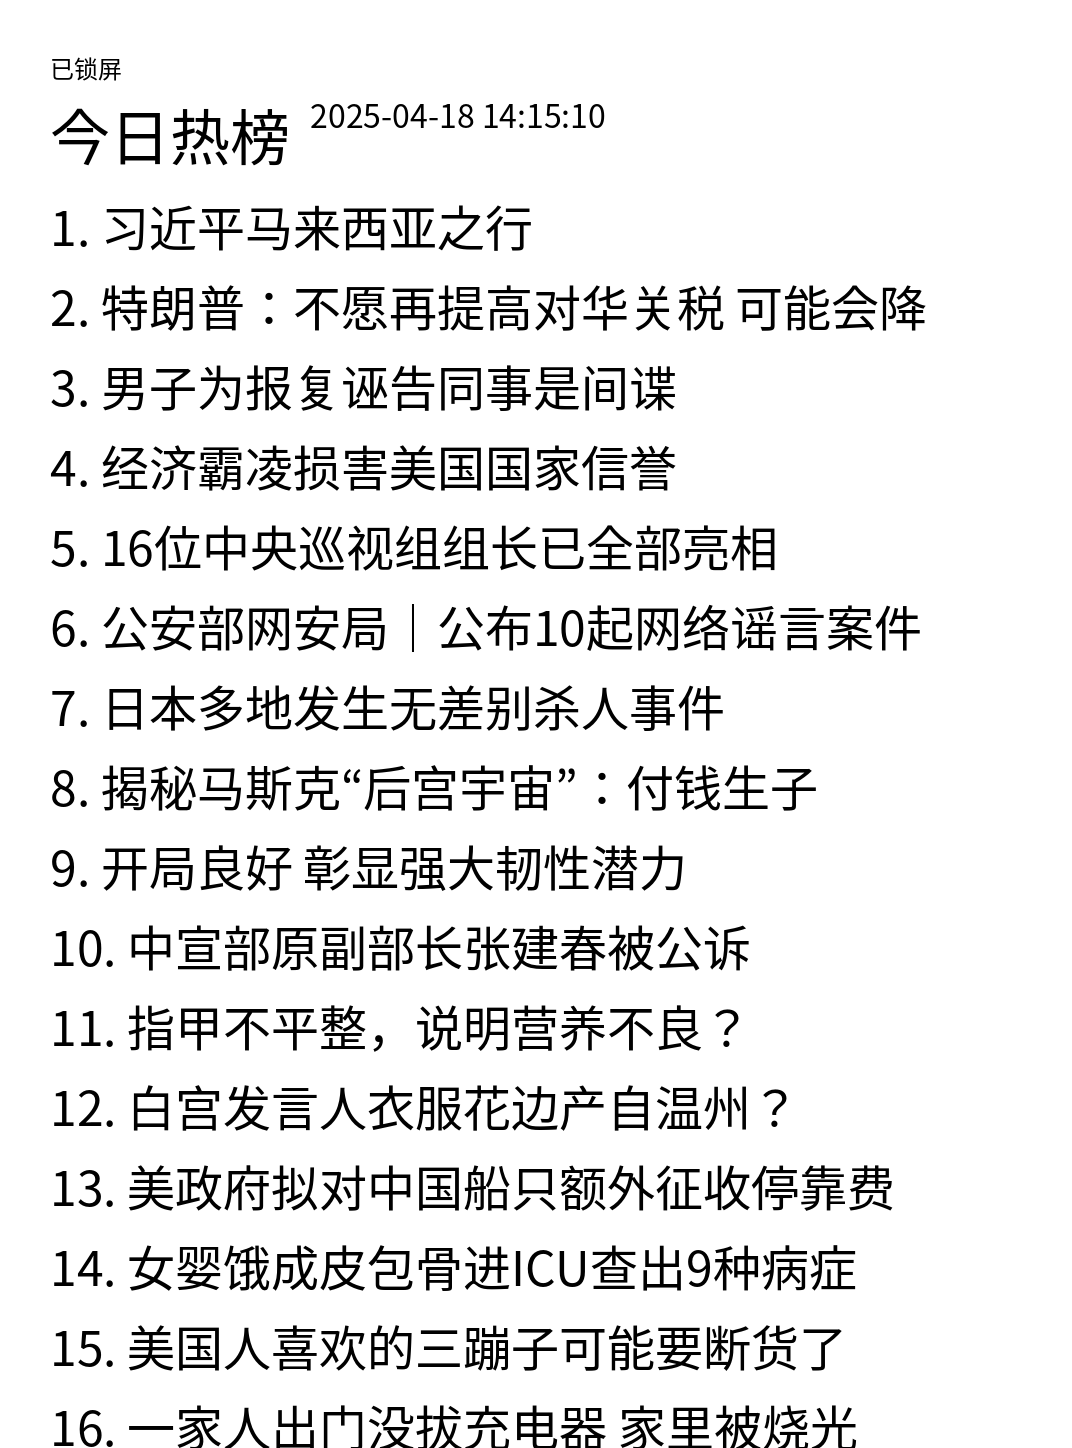 已锁屏
今日热榜 2025-04-18 14:15:10
1. 习近平马来西亚之行
2. 特朗普：不愿再提高对华关税 可能会降
3. 男子为报复诬告同事是间谍
4. 经济霸凌损害美国国家信誉
5. 16位中央巡视组组长已全部亮相
6. 公安部网安局｜公布10起网络谣言案件
7. 日本多地发生无差别杀人事件
8. 揭秘马斯克“后宫宇宙”：付钱生子
9. 开局良好 彰显强大韧性潜力
10. 中宣部原副部长张建春被公诉
11. 指甲不平整，说明营养不良？
12. 白宫发言人衣服花边产自温州？
13. 美政府拟对中国船只额外征收停靠费
14. 女婴饿成皮包骨进ICU查出9种病症
15. 美国人喜欢的三蹦子可能要断货了
16. 一家人出门没拔充电器 家里被烧光